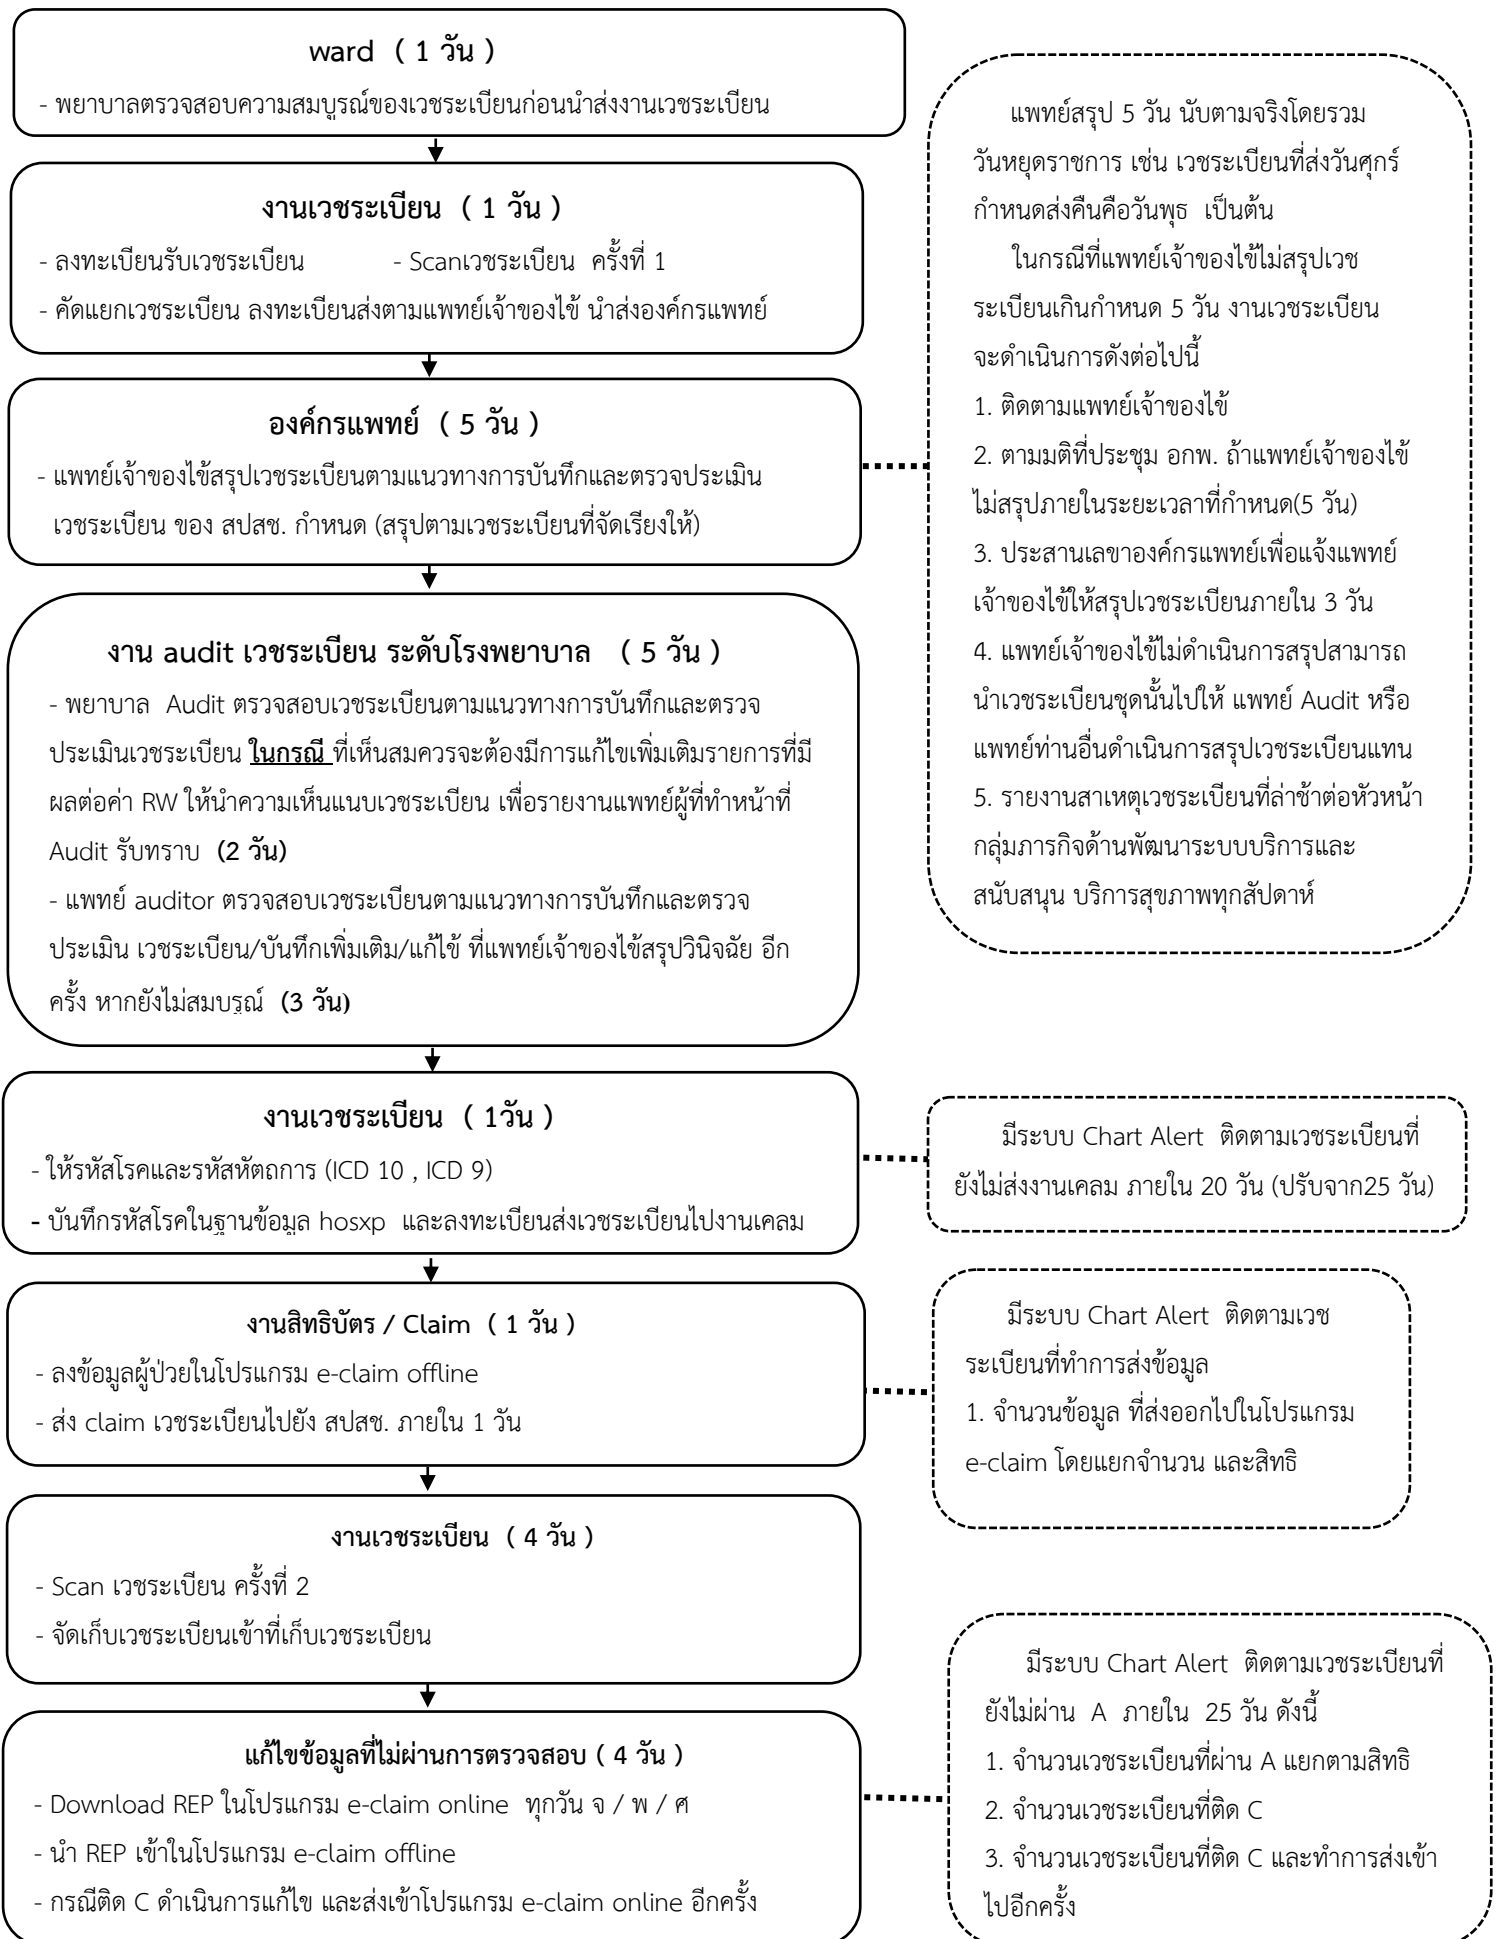 ward ( 1 วัน )
- พยาบาลตรวจสอบความสมบูรณ์ของเวชระเบียนก่อนนำส่งงานเวชระเบียน
งานเวชระเบียน ( 1 วัน )
- ลงทะเบียนรับเวชระเบียน - Scanเวชระเบียน ครั้งที่ 1
- คัดแยกเวชระเบียน ลงทะเบียนส่งตามแพทย์เจ้าของไข้ นำส่งองค์กรแพทย์
องค์กรแพทย์ ( 5 วัน )
- แพทย์เจ้าของไข้สรุปเวชระเบียนตามแนวทางการบันทึกและตรวจประเมิน
เวชระเบียน ของ สปสช. กำหนด (สรุปตามเวชระเบียนที่จัดเรียงให้)
แพทย์สรุป 5 วัน นับตามจริงโดยรวม
วันหยุดราชการ เช่น เวชระเบียนที่ส่งวันศุกร์
กำหนดส่งคืนคือวันพุธ เป็นต้น
ในกรณีที่แพทย์เจ้าของไข้ไม่สรุปเวช
ระเบียนเกินกำหนด 5 วัน งานเวชระเบียน
จะดำเนินการดังต่อไปนี้
1. ติดตามแพทย์เจ้าของไข้
2. ตามมติที่ประชุม อกพ. ถ้าแพทย์เจ้าของไข้
ไม่สรุปภายในระยะเวลาที่กำหนด(5 วัน)
3. ประสานเลขาองค์กรแพทย์เพื่อแจ้งแพทย์
เจ้าของไข้ให้สรุปเวชระเบียนภายใน 3 วัน
4. แพทย์เจ้าของไข้ไม่ดำเนินการสรุปสามารถ
นำเวชระเบียนชุดนั้นไปให้ แพทย์ Audit หรือ
แพทย์ท่านอื่นดำเนินการสรุปเวชระเบียนแทน
5. รายงานสาเหตุเวชระเบียนที่ล่าช้าต่อหัวหน้า
กลุ่มภารกิจด้านพัฒนาระบบบริการและ
สนับสนุน บริการสุขภาพทุกสัปดาห์
งาน audit เวชระเบียน ระดับโรงพยาบาล ( 5 วัน )
- พยาบาล Audit ตรวจสอบเวชระเบียนตามแนวทางการบันทึกและตรวจ
ประเมินเวชระเบียน ในกรณี ที่เห็นสมควรจะต้องมีการแก้ไขเพิ่มเติมรายการที่มี
ผลต่อค่า RW ให้นำความเห็นแนบเวชระเบียน เพื่อรายงานแพทย์ผู้ที่ทำหน้าที่
Audit รับทราบ (2 วัน)
- แพทย์ auditor ตรวจสอบเวชระเบียนตามแนวทางการบันทึกและตรวจ
ประเมิน เวชระเบียน/บันทึกเพิ่มเติม/แก้ไข้ ที่แพทย์เจ้าของไข้สรุปวินิจฉัย อีก
ครั้ง หากยังไม่สมบรูณ์ (3 วัน)
งานเวชระเบียน ( 1วัน )
- ให้รหัสโรคและรหัสหัตถการ (ICD 10 , ICD 9)
- บันทึกรหัสโรคในฐานข้อมูล hosxp และลงทะเบียนส่งเวชระเบียนไปงานเคลม
มีระบบ Chart Alert ติดตามเวชระเบียนที่
ยังไม่ส่งงานเคลม ภายใน 20 วัน (ปรับจาก25 วัน)
งานสิทธิบัตร / Claim ( 1 วัน )
- ลงข้อมูลผู้ป่วยในโปรแกรม e-claim offline
- ส่ง claim เวชระเบียนไปยัง สปสช. ภายใน 1 วัน
มีระบบ Chart Alert ติดตามเวช
ระเบียนที่ทำการส่งข้อมูล
1. จำนวนข้อมูล ที่ส่งออกไปในโปรแกรม
e-claim โดยแยกจำนวน และสิทธิ
งานเวชระเบียน ( 4 วัน )
- Scan เวชระเบียน ครั้งที่ 2
- จัดเก็บเวชระเบียนเข้าที่เก็บเวชระเบียน
แก้ไขข้อมูลที่ไม่ผ่านการตรวจสอบ ( 4 วัน )
- Download REP ในโปรแกรม e-claim online ทุกวัน จ / พ / ศ
- นำ REP เข้าในโปรแกรม e-claim offline
- กรณีติด C ดำเนินการแก้ไข และส่งเข้าโปรแกรม e-claim online อีกครั้ง
มีระบบ Chart Alert ติดตามเวชระเบียนที่
ยังไม่ผ่าน A ภายใน 25 วัน ดังนี้
1. จำนวนเวชระเบียนที่ผ่าน A แยกตามสิทธิ
2. จำนวนเวชระเบียนที่ติด C
3. จำนวนเวชระเบียนที่ติด C และทำการส่งเข้า
ไปอีกครั้ง